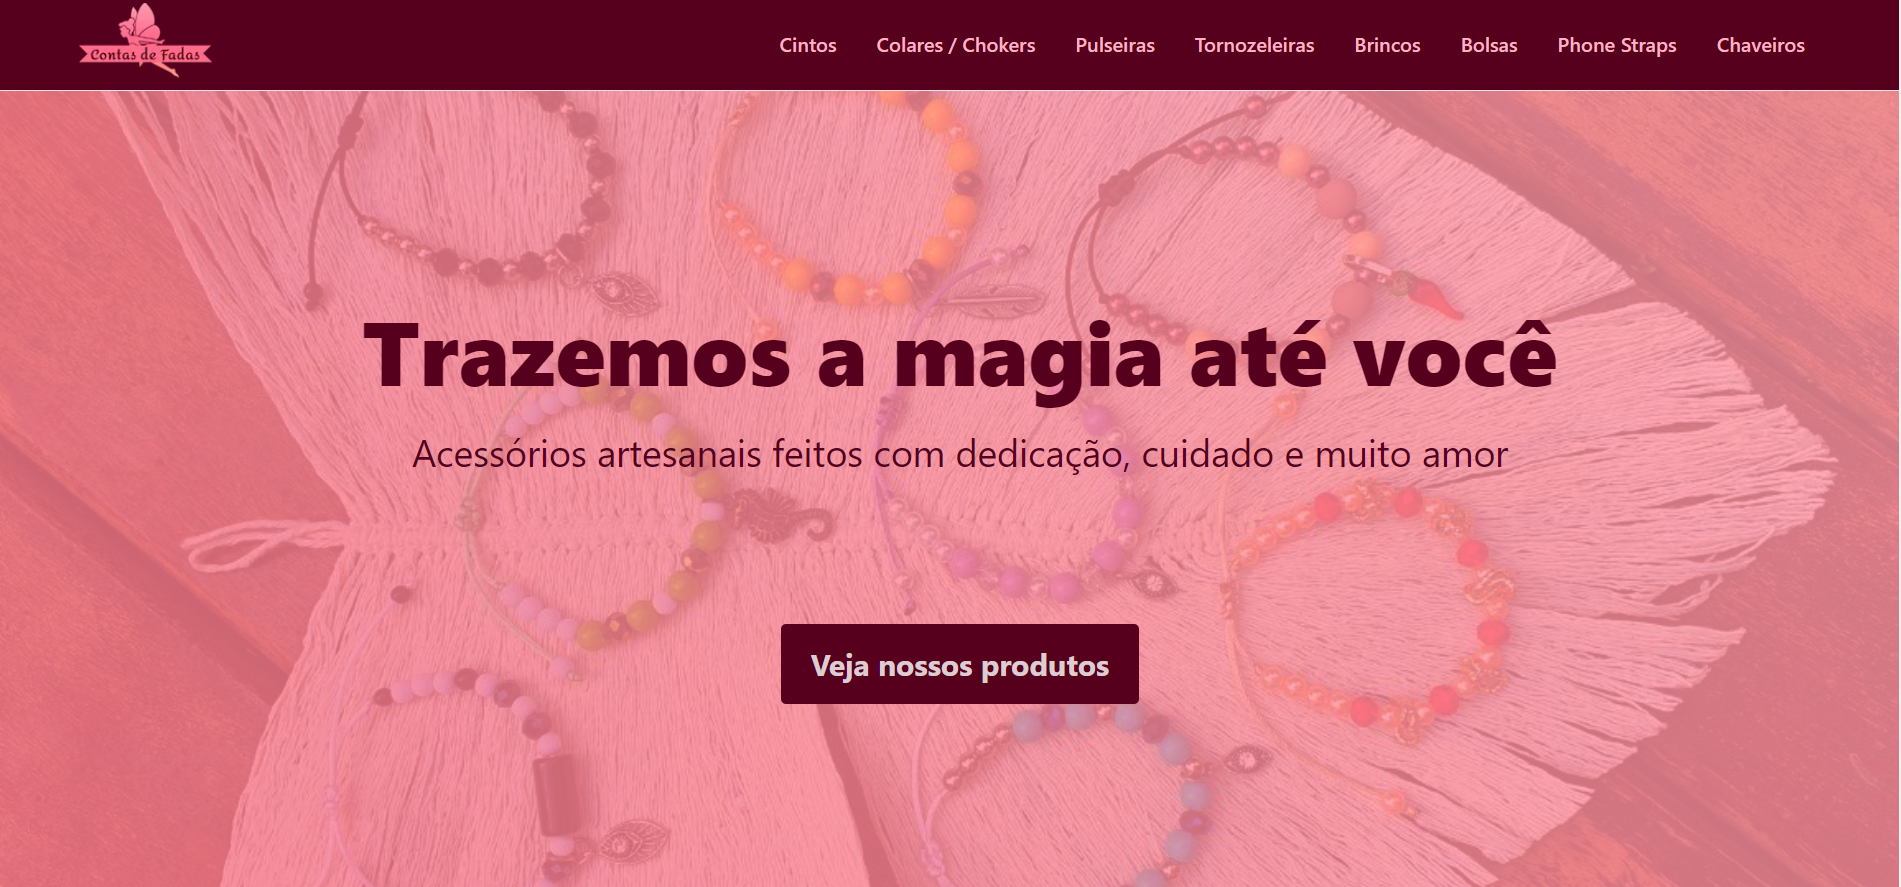 Contas de Fadas
Cintos
Colares / Chokers
Pulseiras
Tornozeleiras
Brincos
Bolsas
Phone Straps
Chaveiros
Trazemos a magia até você
Acessórios artesanais feitos com dedicação, cuidado e muito amor
Veja nossos produtos